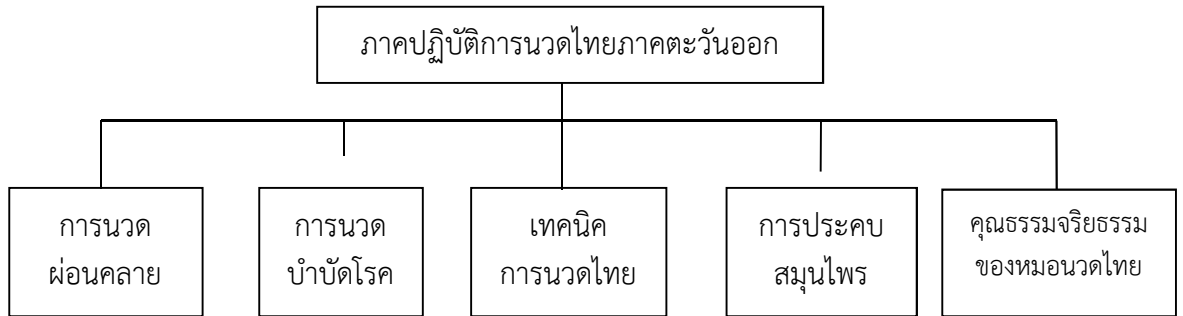 ภาคปฏิบัติการนวดไทยภาคตะวันออก
การนวด
ผ่อนคลาย
การนวด
บำบัดโรค
เทคนิค
การนวดไทย
การประคบ
สมุนไพร
คุณธรรมจริยธรรม
ของหมอนวดไทย